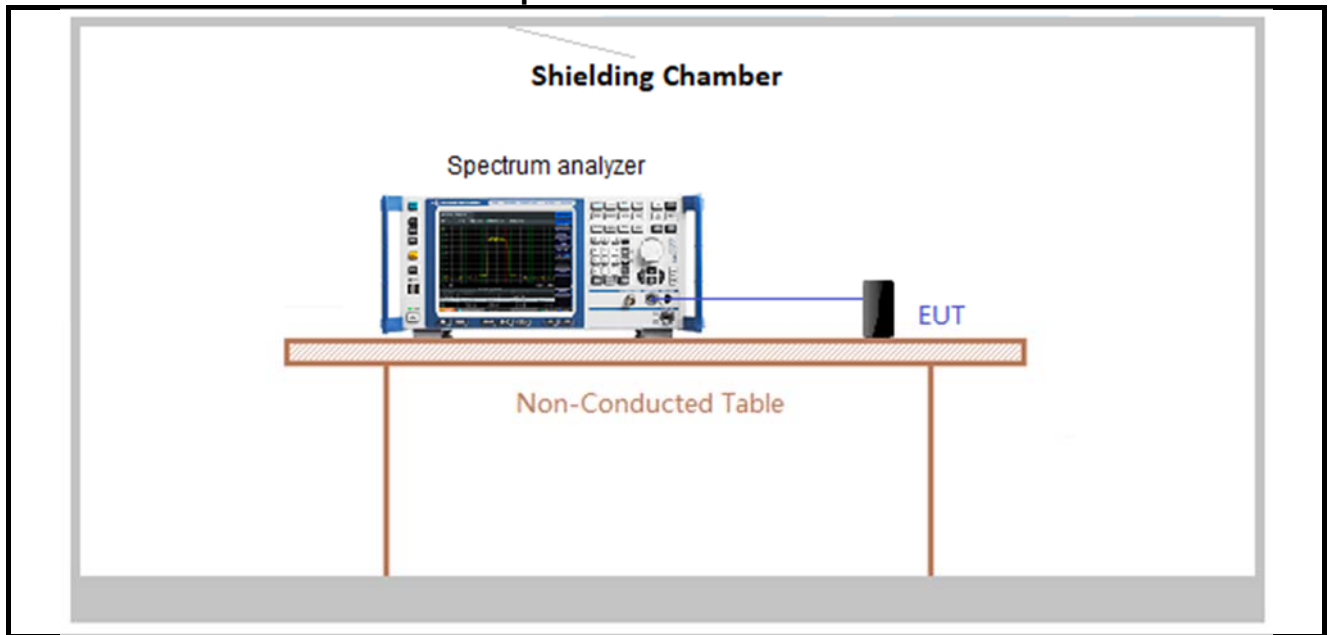 Shielding Chamber
Spectrum analyzer
EUT
Non-Conducted Table